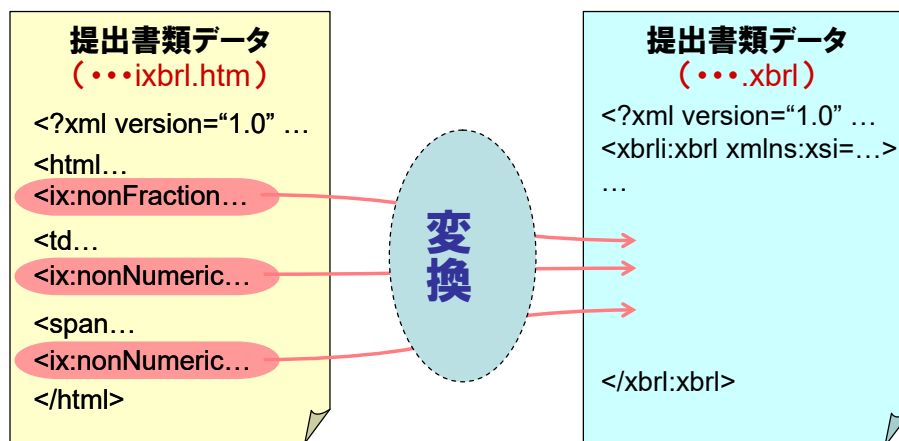 提出書類データ
（・・・ixbrl.htm）
<?xml version=“1.0” …
<html…
<ix:nonFraction…
<td…
<ix:nonNumeric…
<span…
<ix:nonNumeric…
</html>
変換
提出書類データ
（・・・.xbrl）
<?xml version=“1.0” …
<xbrli:xbrl xmlns:xsi=…>
…
</xbrl:xbrl>